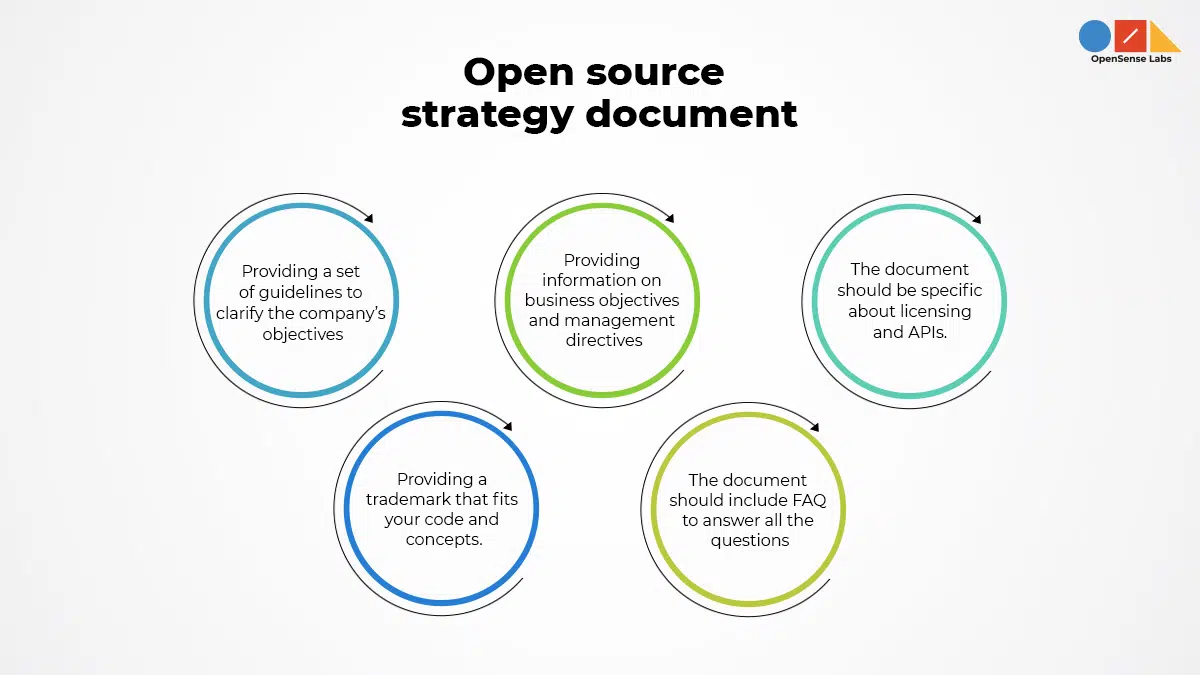 OpenSense Labs
Open source
strategy document
Providing a set
of guidelines to
clarify the company’s
objectives
Providing
information on
business objectives
and management
directives
The document
should be specific
about licensing
and APIs.
Providing a
trademark that fits
your code and
concepts.
The document
should include FAQ
to answer all the
questions